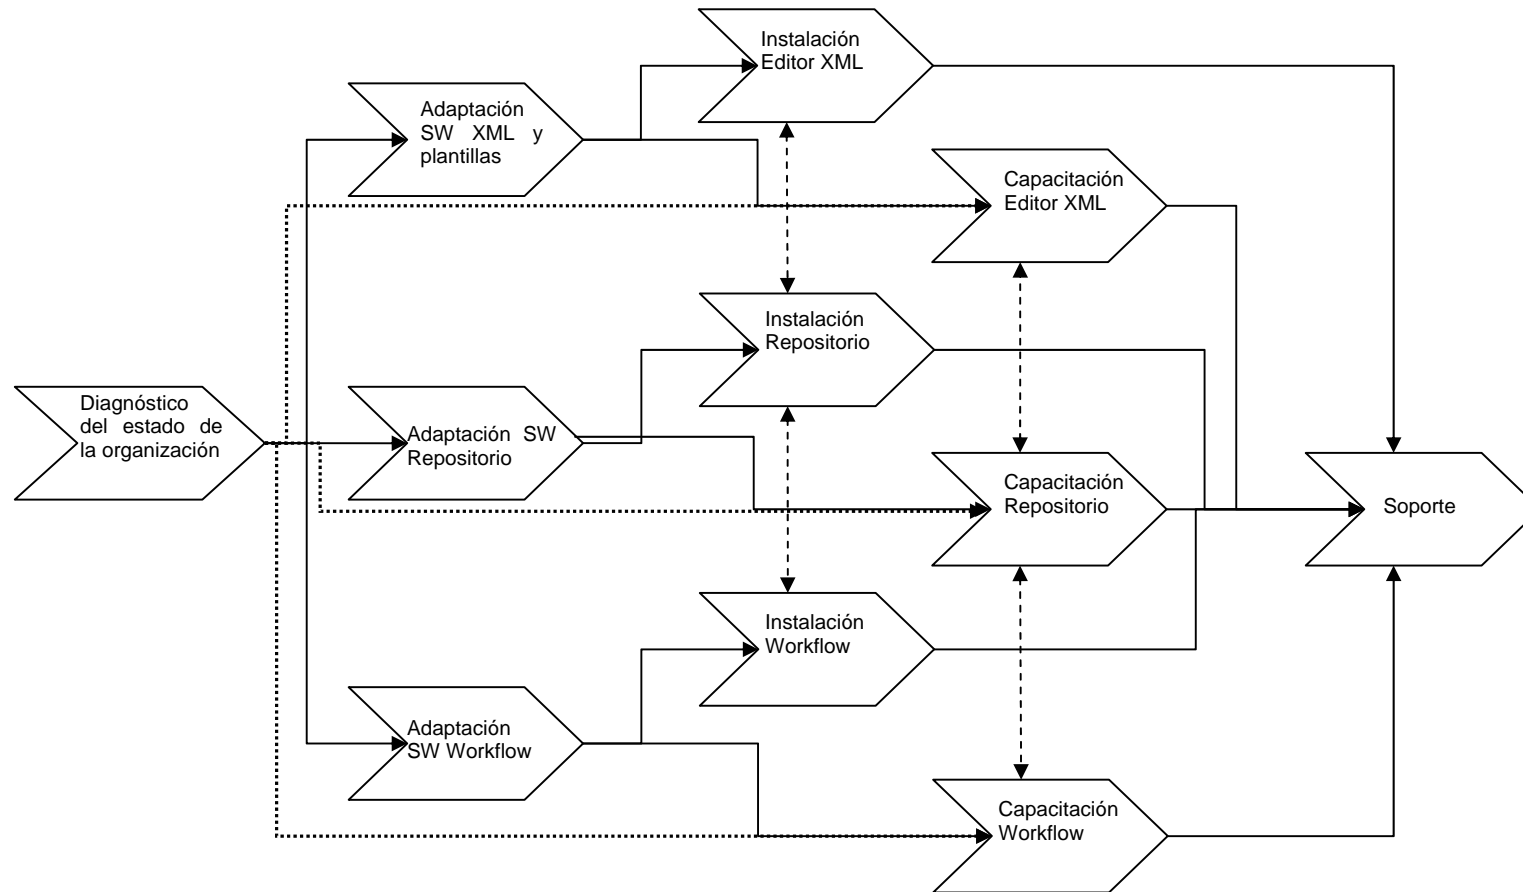 Instalación
Editor XML
Adaptación
SW XML y
plantillas
Capacitación
Editor XML
Instalación
Repositorio
Diagnóstico
del estado de
la organización
Adaptación SW
Repositorio
Capacitación
Repositorio
Soporte
Instalación
Workflow
Adaptación
SW Workflow
Capacitación
Workflow